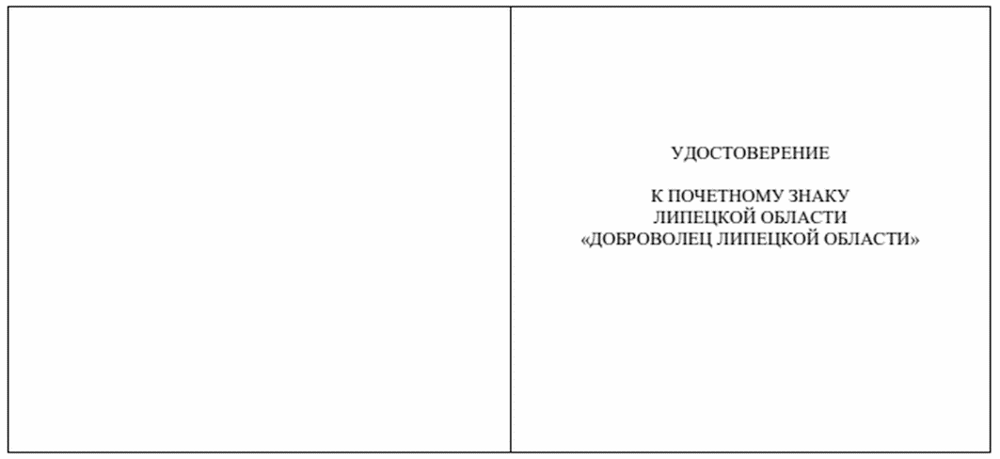 УДОСТОВЕРЕНИЕ
К ПОЧЕТНОМУ ЗНАКУ
ЛИПЕЦКОЙ ОБЛАСТИ
«ДОБРОВОЛЕЦ ЛИПЕЦКОЙ ОБЛАСТИ»